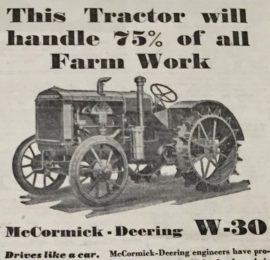 This Tractor will
handle 75% of all
Farm Work
McCormick - Deering W-30
Drives like a car. McCormick-Deering engineers have pro-